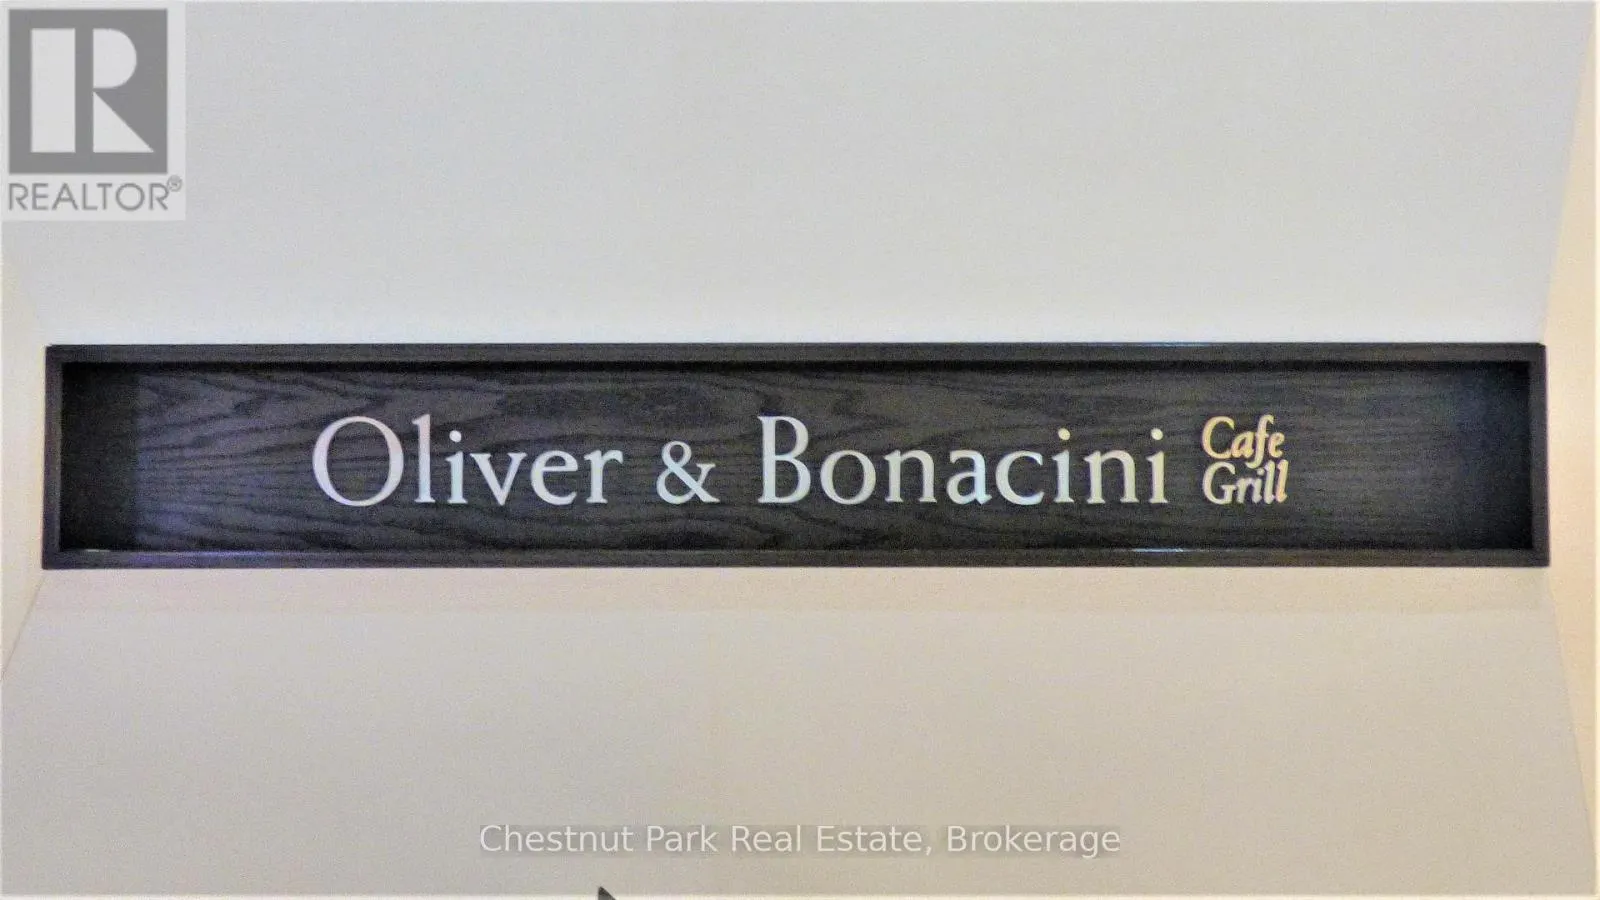 REALTOR®
Oliver & Bonacini Cafe
Grill
Chestnut Park Real Estate, Brokerage